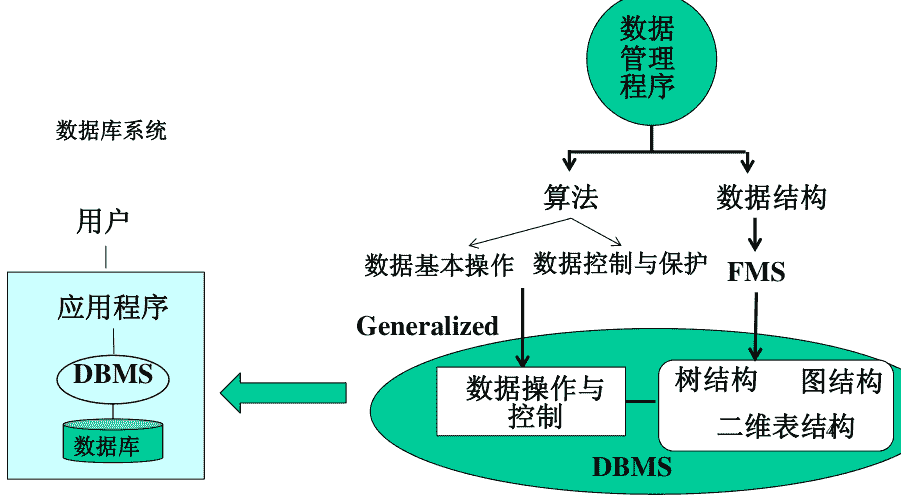 数据
管理
程序
数据库系统
算法
数据结构
用户
数据基本操作
数据控制与保护
FMS
应用程序
Generalized
DBMS
数据操作与
控制
树结构
图结构
二维表结构
4
数据库
DBMS